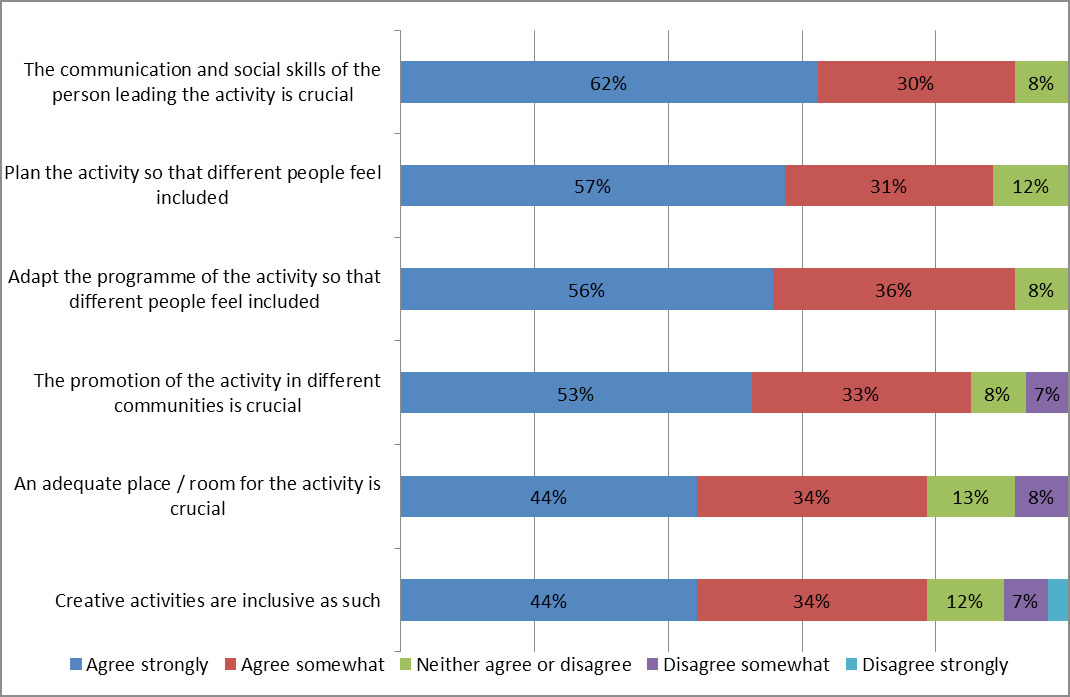 The communication and social skills of the
person leading the activity is crucial
62% 30% 8%
Plan the activity so that different people feel
included
57% 31% 12%
Adapt the programme of the activity so that
different people feel included
56% 36% 8%
The promotion of the activity in different
communities is crucial
53% 33% 8% 7%
An adequate place / room for the activity is
crucial
44% 34% 13% 8%
Creative activities are inclusive as such
44% 34% 12% 7%
Agree strongly Agree somewhat Neither agree or disagree Disagree somewhat Disagree strongly